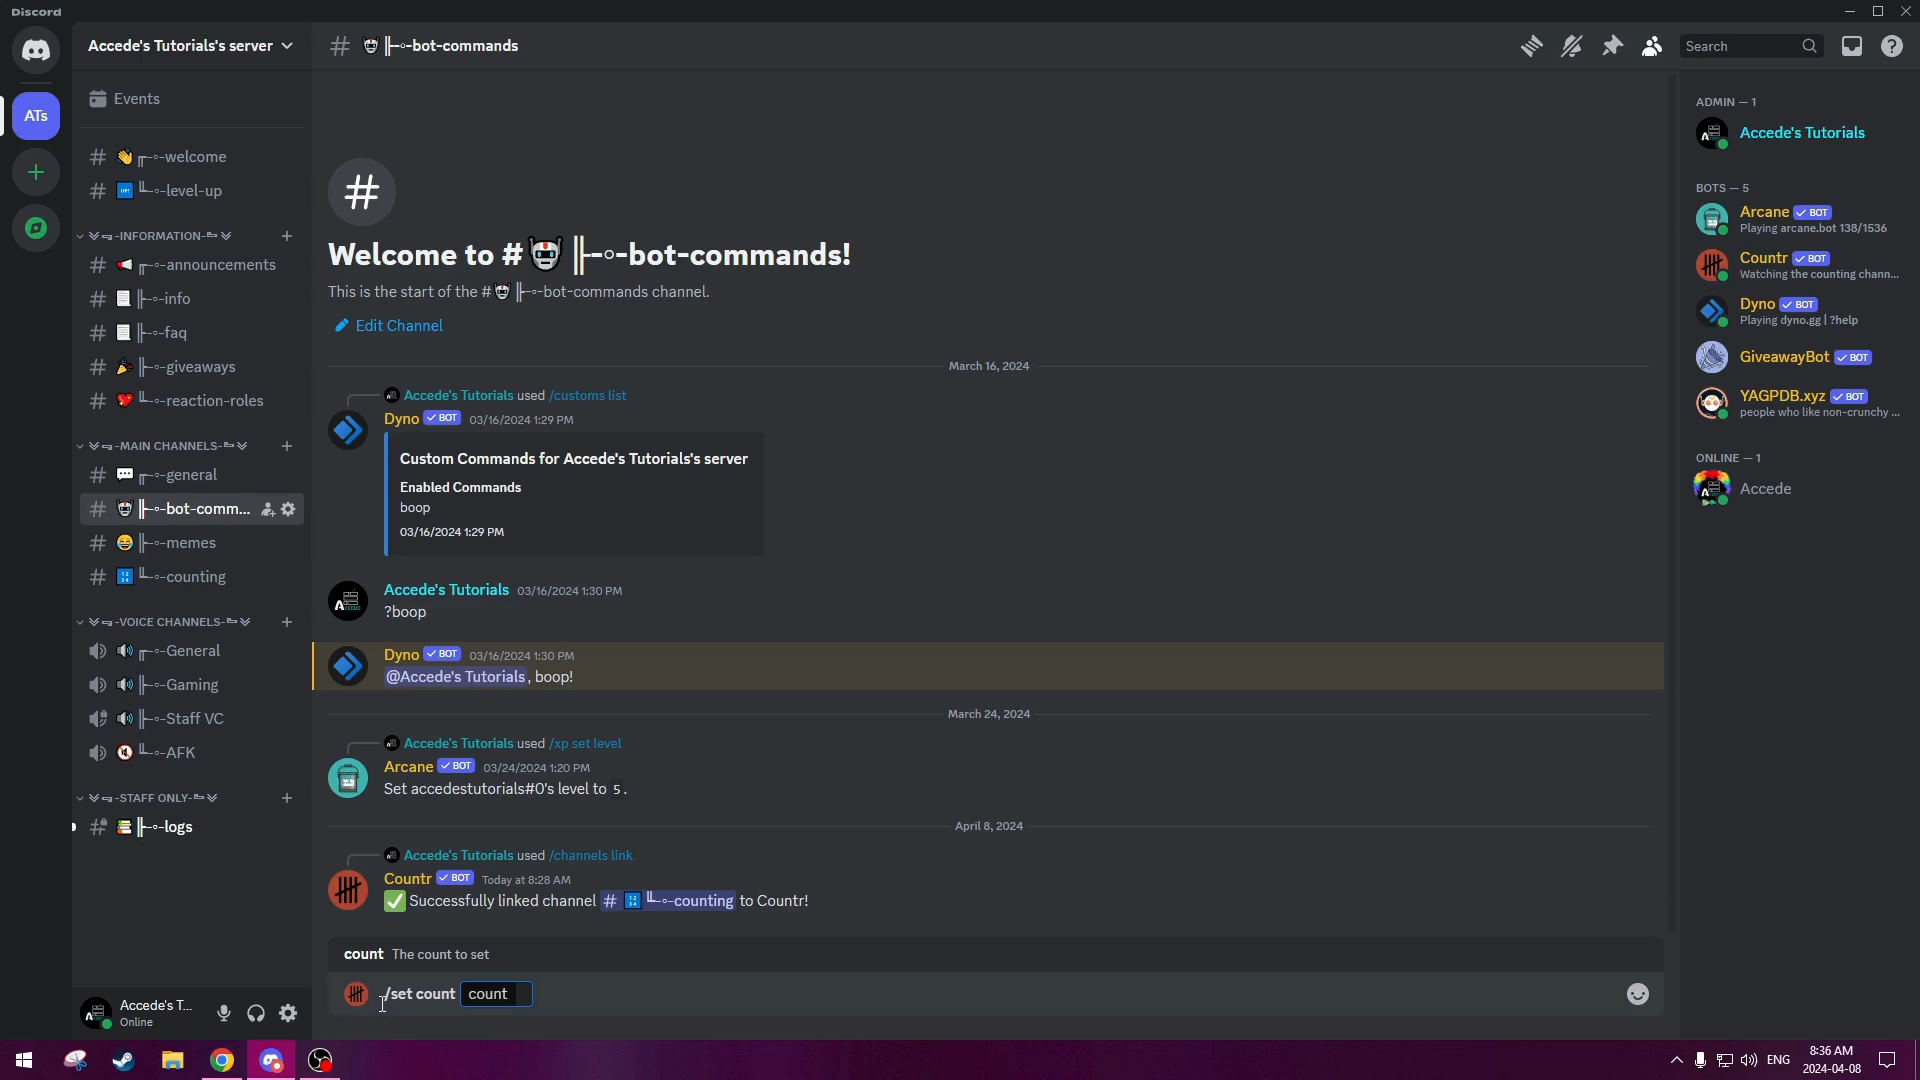 Discord
Accede's Tutorials's server
ATs
Events
# 👋╔-◦-welcome
# 🆙╚-◦-level-up
-INFORMATION-
# 📢╔-◦-announcements
# 📃╠-◦-info
# 📃╠-◦-faq
# 🎉╠-◦-giveaways
# 💖╚-◦-reaction-roles
-MAIN CHANNELS-
# 💬╔-◦-general
# 🤖╠-◦-bot-comm...
# 😂╠-◦-memes
# 🔢╚-◦-counting
-VOICE CHANNELS-
🔊╔-◦-General
🔊╠-◦-Gaming
🔊╠-◦-Staff VC
🔇╚-◦-AFK
-STAFF ONLY-
# 📚╠-◦-logs
Accede's T...
Online
# 🤖╠-◦-bot-commands
Search
Welcome to #🤖╠-◦-bot-commands!
This is the start of the #🤖╠-◦-bot-commands channel.
Edit Channel
March 16, 2024
Accede's Tutorials used /customs list
Dyno ✓ BOT 03/16/2024 1:29 PM
Custom Commands for Accede's Tutorials's server
Enabled Commands
boop
03/16/2024 1:29 PM
Accede's Tutorials 03/16/2024 1:30 PM
?boop
Dyno ✓ BOT 03/16/2024 1:30 PM
@Accede's Tutorials, boop!
March 24, 2024
Accede's Tutorials used /xp set level
Arcane ✓ BOT 03/24/2024 1:20 PM
Set accedestutorials#0's level to 5.
April 8, 2024
Accede's Tutorials used /channels link
Countr ✓ BOT Today at 8:28 AM
✅ Successfully linked channel # 🔢╚-◦-counting to Countr!
count The count to set
/set count count
ADMIN — 1
Accede's Tutorials
BOTS — 5
Arcane ✓ BOT
Playing arcane.bot 138/1536
Countr ✓ BOT
Watching the counting chann...
Dyno ✓ BOT
Playing dyno.gg | ?help
GiveawayBot ✓ BOT
YAGPDB.xyz ✓ BOT
people who like non-crunchy ...
ONLINE — 1
Accede
ENG
8:36 AM
2024-04-08